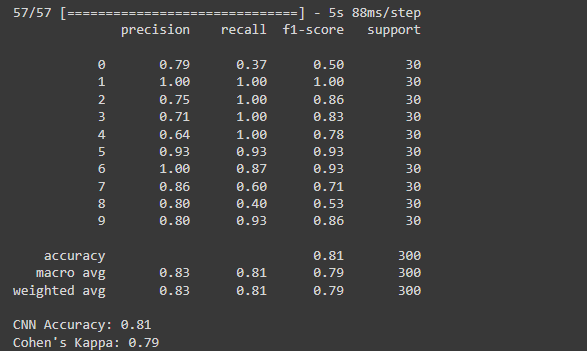 57/57 [==============================] - 5s 88ms/step
precision recall f1-score support
0 0.79 0.37 0.50 30
1 1.00 1.00 1.00 30
2 0.75 1.00 0.86 30
3 0.71 1.00 0.83 30
4 0.64 1.00 0.78 30
5 0.93 0.93 0.93 30
6 1.00 0.87 0.93 30
7 0.86 0.60 0.71 30
8 0.80 0.40 0.53 30
9 0.80 0.93 0.86 30
accuracy 0.81 300
macro avg 0.83 0.81 0.79 300
weighted avg 0.83 0.81 0.79 300
CNN Accuracy: 0.81
Cohen's Kappa: 0.79